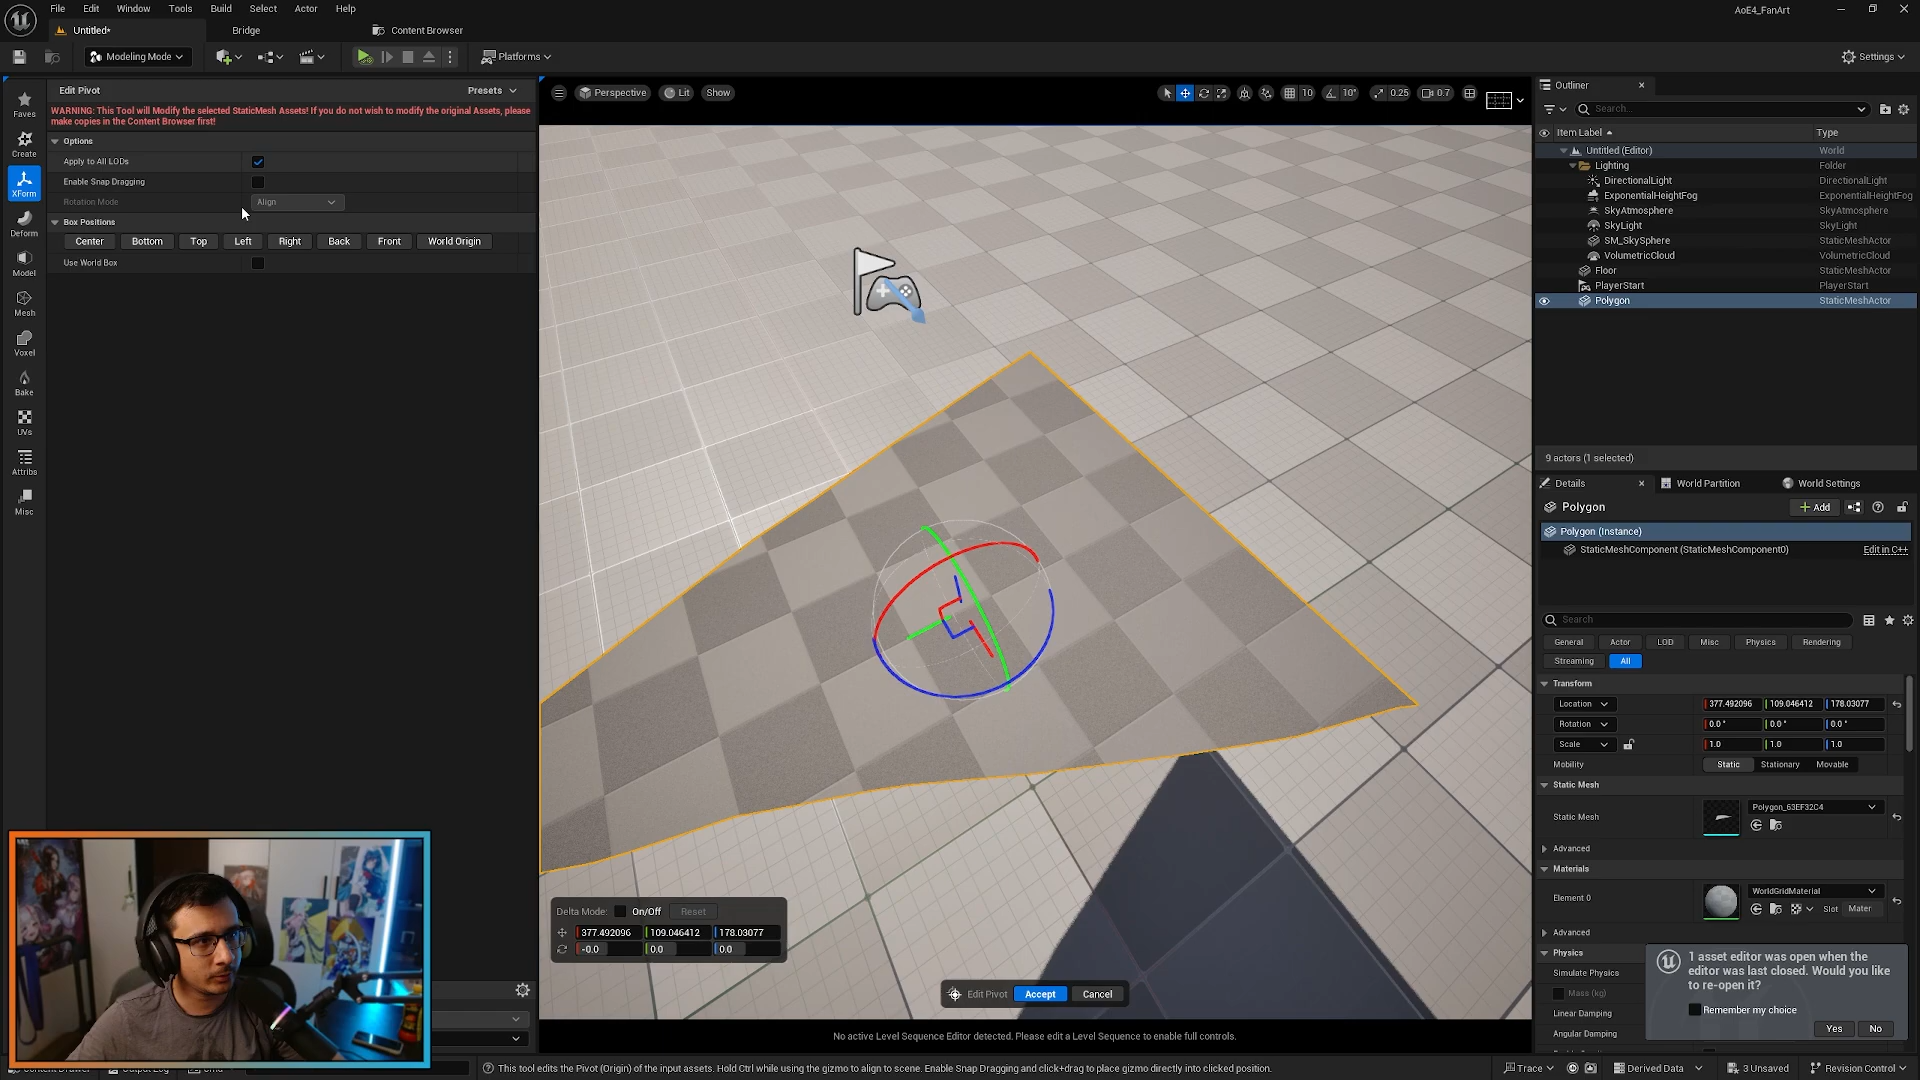 File Edit Window Tools Build Select Actor Help
AoE4_FanArt
Untitled*
Bridge
Content Browser
Modeling Mode
Platforms
Settings
Edit Pivot
Presets
WARNING: This Tool will Modify the selected StaticMesh Assets! If you do not wish to modify the original Assets, please
make copies in the Content Browser first!
Options
Apply to All LODs
Enable Snap Dragging
Rotation Mode
Align
Box Positions
Center Bottom Top Left Right Back Front World Origin
Use World Box
Faves
Create
XForm
Deform
Model
Mesh
Voxel
Bake
UVs
Attribs
Misc
Perspective
Lit
Show
10
10°
0.25
0.7
Delta Mode: On/Off Reset
377.492096 109.046412 178.03077
-0.0 0.0 0.0
Edit Pivot Accept Cancel
No active Level Sequence Editor detected. Please edit a Level Sequence to enable full controls.
Outliner
Search...
Item Label Type
Untitled (Editor) World
Lighting Folder
DirectionalLight DirectionalLight
ExponentialHeightFog ExponentialHeightFog
SkyAtmosphere SkyAtmosphere
SkyLight SkyLight
SM_SkySphere StaticMeshActor
VolumetricCloud VolumetricCloud
Floor StaticMeshActor
PlayerStart PlayerStart
Polygon StaticMeshActor
9 actors (1 selected)
Details
World Partition
World Settings
Polygon
Add
Polygon (Instance)
StaticMeshComponent (StaticMeshComponent0) Edit in C++
Search
General Actor LOD Misc Physics Rendering
Streaming All
Transform
Location 377.492096 109.046412 178.03077
Rotation 0.0° 0.0° 0.0°
Scale 1.0 1.0 1.0
Mobility Static Stationary Movable
Static Mesh
Static Mesh
Polygon_63EF32C4
Advanced
Materials
Element 0
WorldGridMaterial
Slot Mater
Advanced
Physics
Simulate Physics
Mass (kg)
Linear Damping
Angular Damping
1 asset editor was open when the
editor was last closed. Would you like
to re-open it?
Remember my choice
Yes No
This tool edits the Pivot (Origin) of the input assets. Hold Ctrl while using the gizmo to align to scene. Enable Snap Dragging and click+drag to place gizmo directly into clicked position.
Trace
Derived Data
3 Unsaved
Revision Control